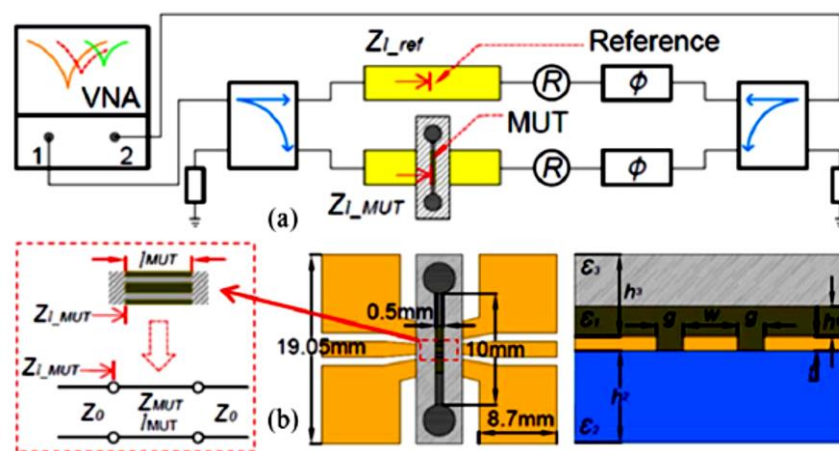 Z_l_ref
Reference
VNA
R
ϕ
1
2
MUT
R
ϕ
Z_l_MUT
(a)
l_MUT
Z_l_MUT
Z_l_MUT
Z_0
Z_MUT
l_MUT
Z_0
(b)
0.5mm
19.05mm
10mm
8.7mm
ε_3
h_3
ε_1
g
w
g
h_2
ε_2